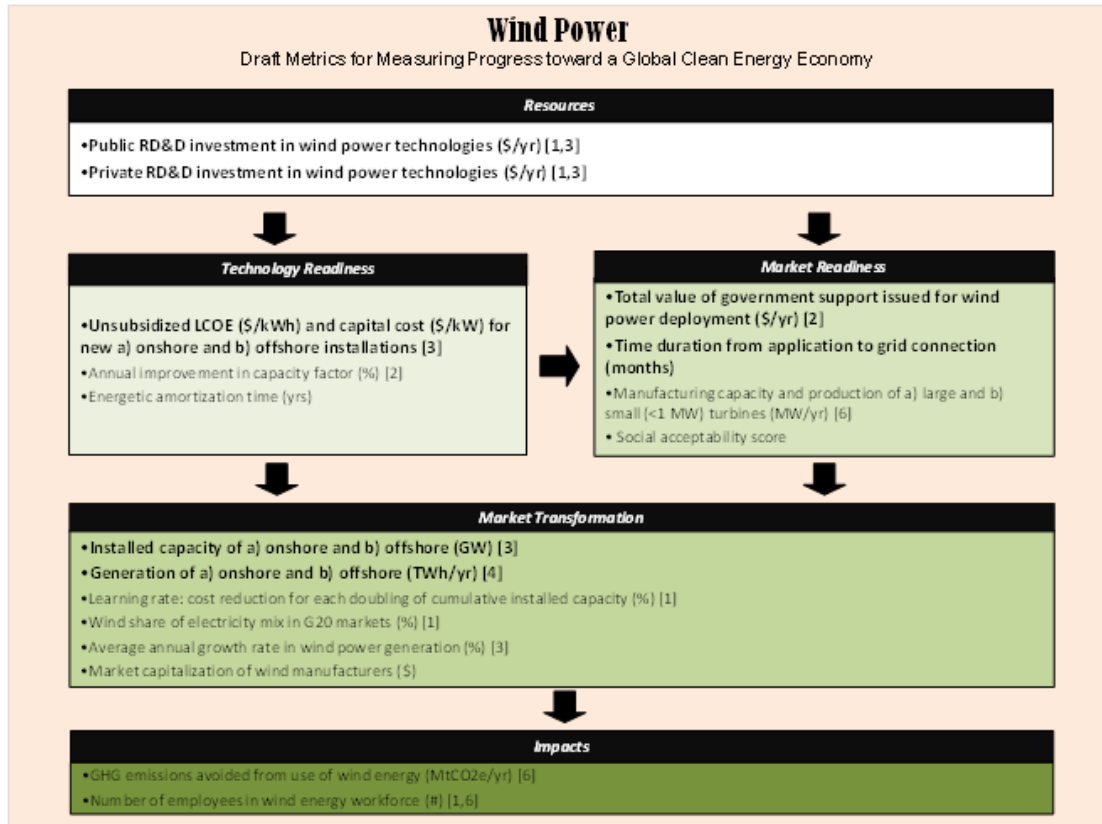 Wind Power
Draft Metrics for Measuring Progress toward a Global Clean Energy Economy
Resources
•Public RD&D investment in wind power technologies ($/yr) [1,3]
•Private RD&D investment in wind power technologies ($/yr) [1,3]
Technology Readiness
•Unsubsidized LCOE ($/kWh) and capital cost ($/kW) for
new a) onshore and b) offshore installations [3]
•Annual improvement in capacity factor (%) [2]
•Energetic amortization time (yrs)
Market Readiness
•Total value of government support issued for wind
power deployment ($/yr) [2]
•Time duration from application to grid connection
(months)
•Manufacturing capacity and production of a) large and b)
small (<1 MW) turbines (MW/yr) [6]
• Social acceptability score
Market Transformation
•Installed capacity of a) onshore and b) offshore (GW) [3]
•Generation of a) onshore and b) offshore (TWh/yr) [4]
•Learning rate: cost reduction for each doubling of cumulative installed capacity (%) [1]
•Wind share of electricity mix in G20 markets (%) [1]
•Average annual growth rate in wind power generation (%) [3]
•Market capitalization of wind manufacturers ($)
Impacts
•GHG emissions avoided from use of wind energy (MtCO2e/yr) [6]
•Number of employees in wind energy workforce (#) [1,6]